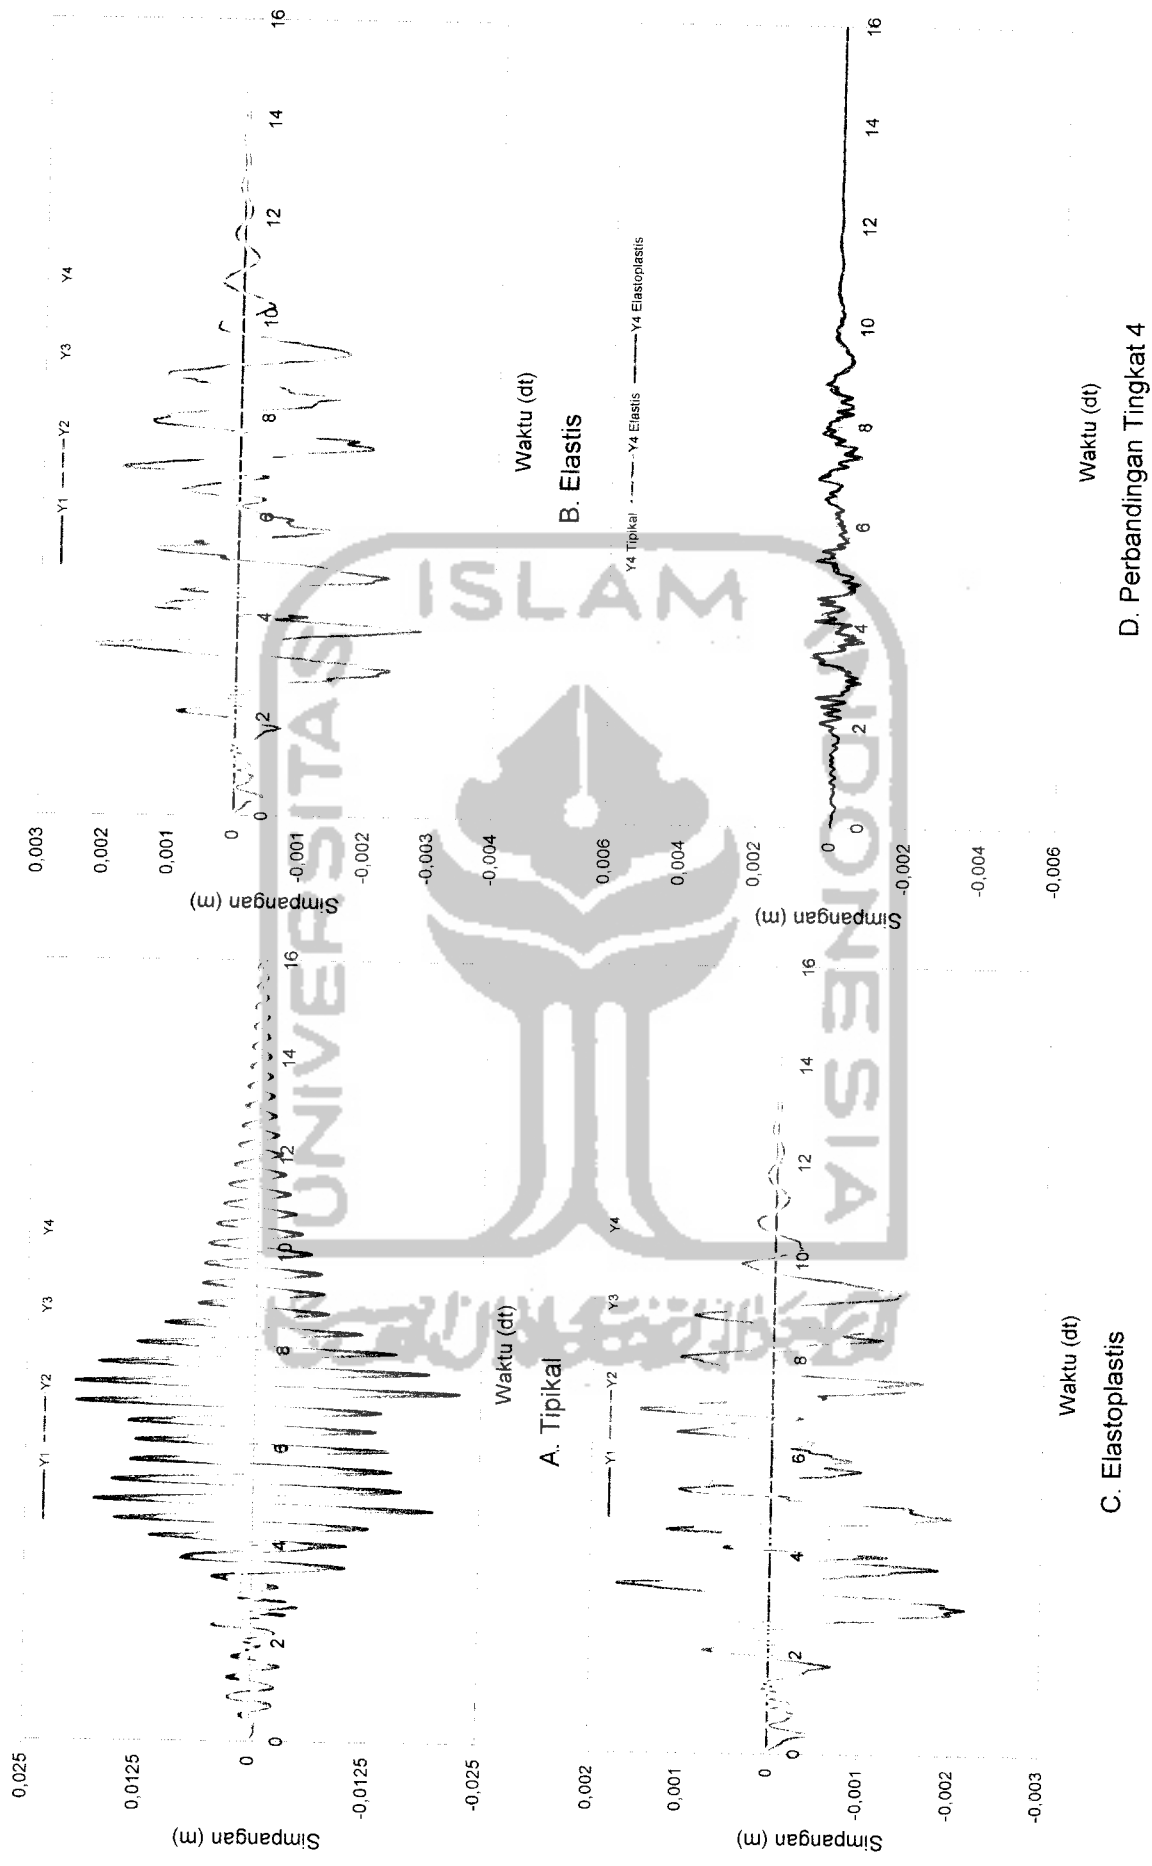 Y1 Y2 Y3 Y4
0,025
0,0125
0
-0,0125
-0,025
Simpangan (m)
0 2 4 6 8 10 12 14 16
Waktu (dt)
A. Tipikal
Y1 Y2 Y3 Y4
0,003
0,002
0,001
0
-0,001
-0,002
-0,003
-0,004
Simpangan (m)
0 2 4 6 8 10 12 14 16
Waktu (dt)
B. Elastis
Y1 Y2 Y3 Y4
0,002
0,001
0
-0,001
-0,002
-0,003
Simpangan (m)
0 2 4 6 8 10 12 14 16
Waktu (dt)
C. Elastoplastis
Y4 Tipikal Y4 Elastis Y4 Elastoplastis
0,006
0,004
0,002
0
-0,002
-0,004
-0,006
Simpangan (m)
0 2 4 6 8 10 12 14 16
Waktu (dt)
D. Perbandingan Tingkat 4
UNIVERSITAS
ISLAM
INDONESIA